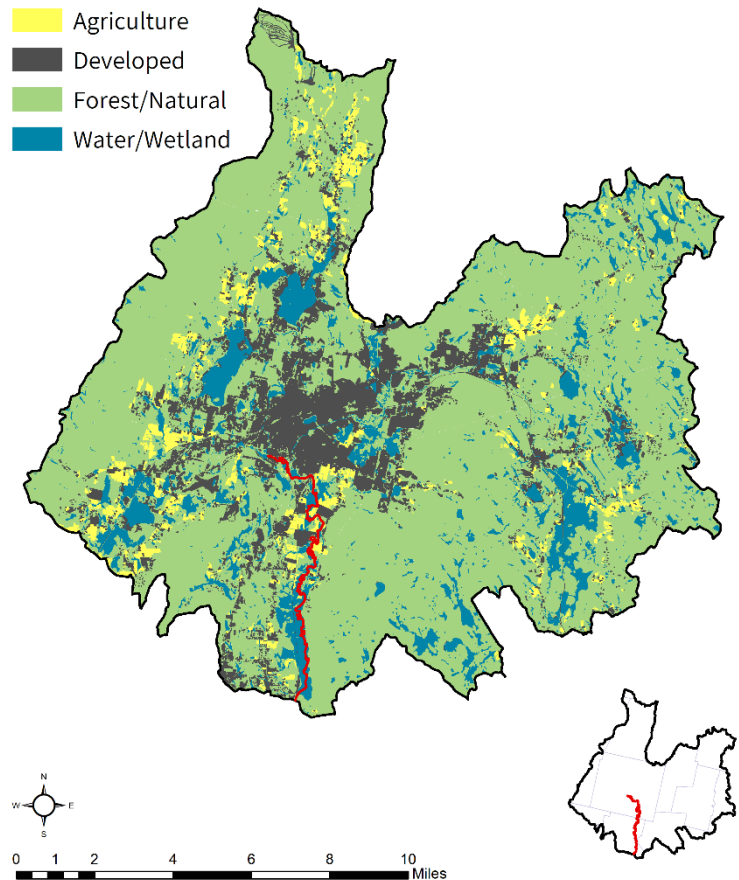 Agriculture
Developed
Forest/Natural
Water/Wetland
N
W E
S
0 1 2 4 6 8 10
Miles